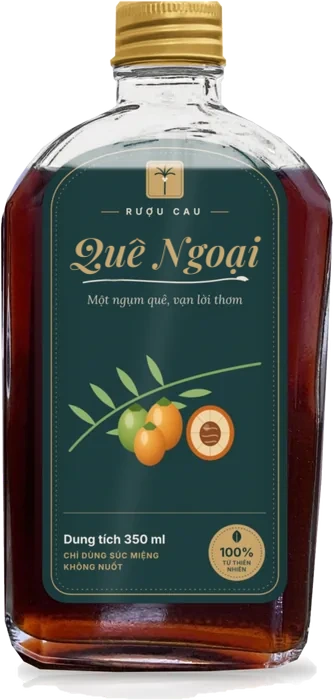 RƯỢU CAU
Quê Ngoại
Một ngụm quê, vạn lời thơm
Dung tích 350 ml
CHỈ DÙNG SÚC MIỆNG
KHÔNG NUỐT
100%
TỪ THIÊN
NHIÊN